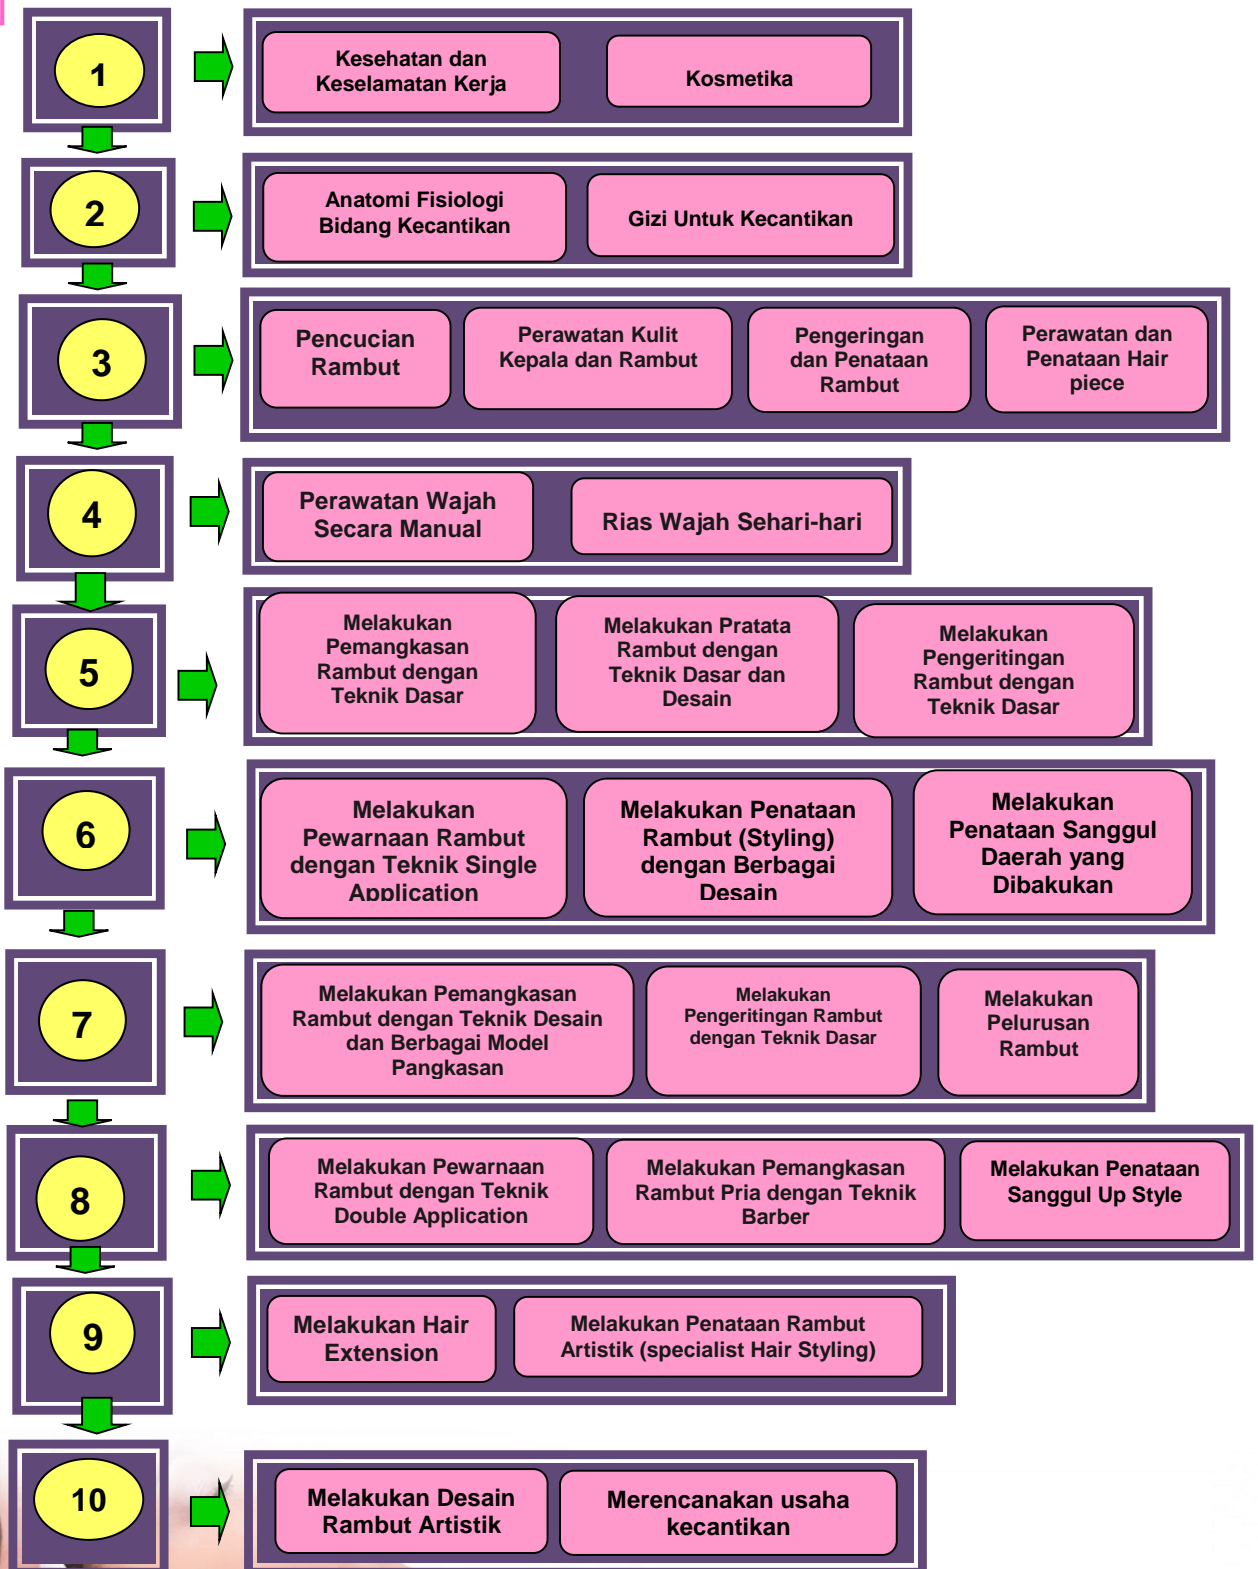 1
Kesehatan dan
Keselamatan Kerja
Kosmetika
2
Anatomi Fisiologi
Bidang Kecantikan
Gizi Untuk Kecantikan
3
Pencucian
Rambut
Perawatan Kulit
Kepala dan Rambut
Pengeringan
dan Penataan
Rambut
Perawatan dan
Penataan Hair
piece
4
Perawatan Wajah
Secara Manual
Rias Wajah Sehari-hari
5
Melakukan
Pemangkasan
Rambut dengan
Teknik Dasar
Melakukan Pratata
Rambut dengan
Teknik Dasar dan
Desain
Melakukan
Pengeritingan
Rambut dengan
Teknik Dasar
6
Melakukan
Pewarnaan Rambut
dengan Teknik Single
Application
Melakukan Penataan
Rambut (Styling)
dengan Berbagai
Desain
Melakukan
Penataan Sanggul
Daerah yang
Dibakukan
7
Melakukan Pemangkasan
Rambut dengan Teknik Desain
dan Berbagai Model
Pangkasan
Melakukan
Pengeritingan Rambut
dengan Teknik Dasar
Melakukan
Pelurusan
Rambut
8
Melakukan Pewarnaan
Rambut dengan Teknik
Double Application
Melakukan Pemangkasan
Rambut Pria dengan Teknik
Barber
Melakukan Penataan
Sanggul Up Style
9
Melakukan Hair
Extension
Melakukan Penataan Rambut
Artistik (specialist Hair Styling)
10
Melakukan Desain
Rambut Artistik
Merencanakan usaha
kecantikan